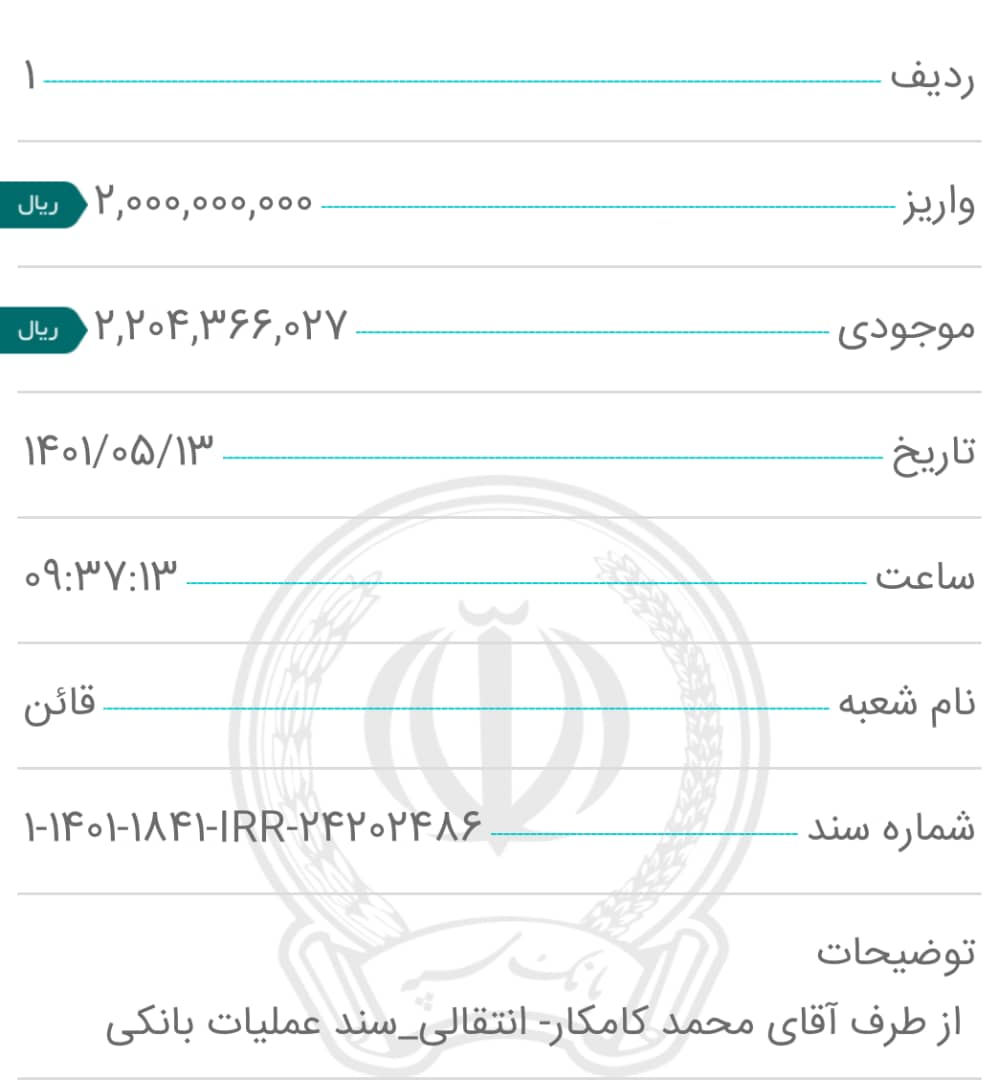 ردیف ۱
واریز ۲,۰۰۰,۰۰۰,۰۰۰ ریال
موجودی ۲,۲۰۴,۳۶۶,۰۲۷ ریال
تاریخ ۱۴۰۱/۰۵/۱۳
ساعت ۰۹:۳۷:۱۳
نام شعبه قائن
شماره سند ۱-۱۴۰۱-۱۸۴۱-IRR-۲۴۲۰۲۴۸۶
توضیحات
از طرف آقای محمد کامکار- انتقالی_سند عملیات بانکی
بانک سپه